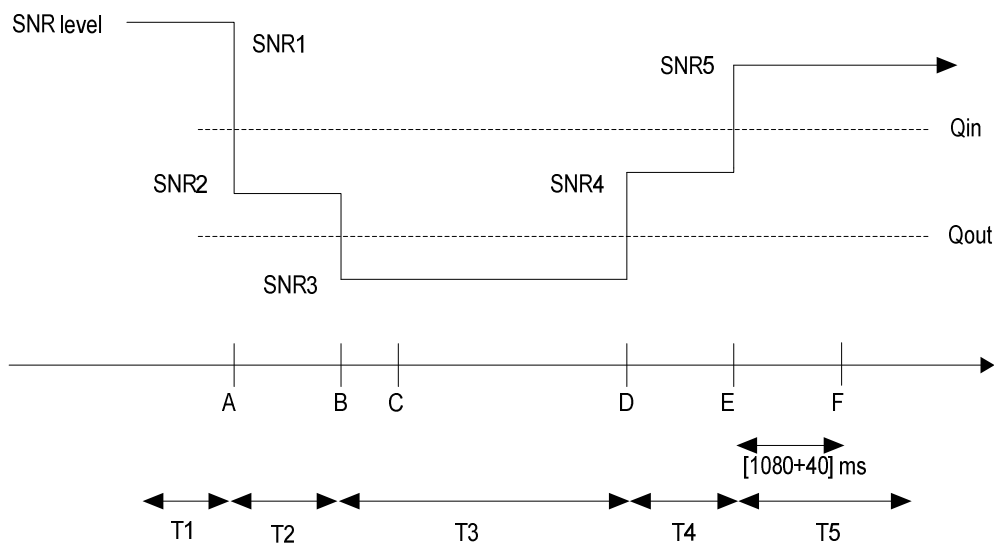 SNR level
SNR1
SNR5
Qin
SNR2
SNR4
Qout
SNR3
A
B
C
D
E
F
[1080+40] ms
T1
T2
T3
T4
T5